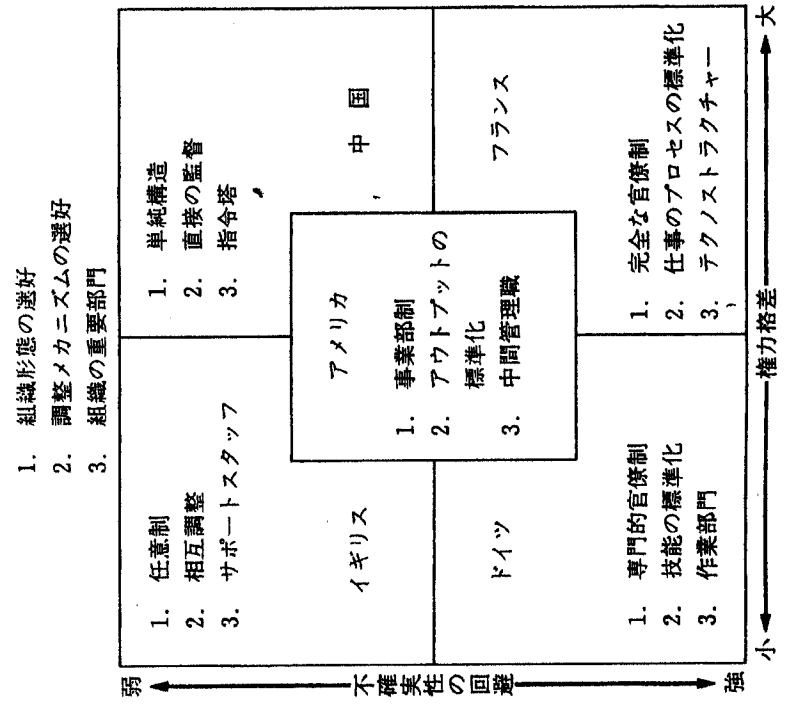 1. 組織形態の選好
2. 調整メカニズムの選好
3. 組織の重要部門
弱
不確実性の回避
強
1. 任意制
2. 相互調整
3. サポートスタッフ
イギリス
1. 単純構造
2. 直接の監督
3. 指令塔
中国
アメリカ
1. 事業部制
2. アウトプットの
標準化
3. 中間管理職
ドイツ
1. 専門的官僚制
2. 技能の標準化
3. 作業部門
フランス
1. 完全な官僚制
2. 仕事のプロセスの標準化
3. テクノストラクチャー
小
権力格差
大